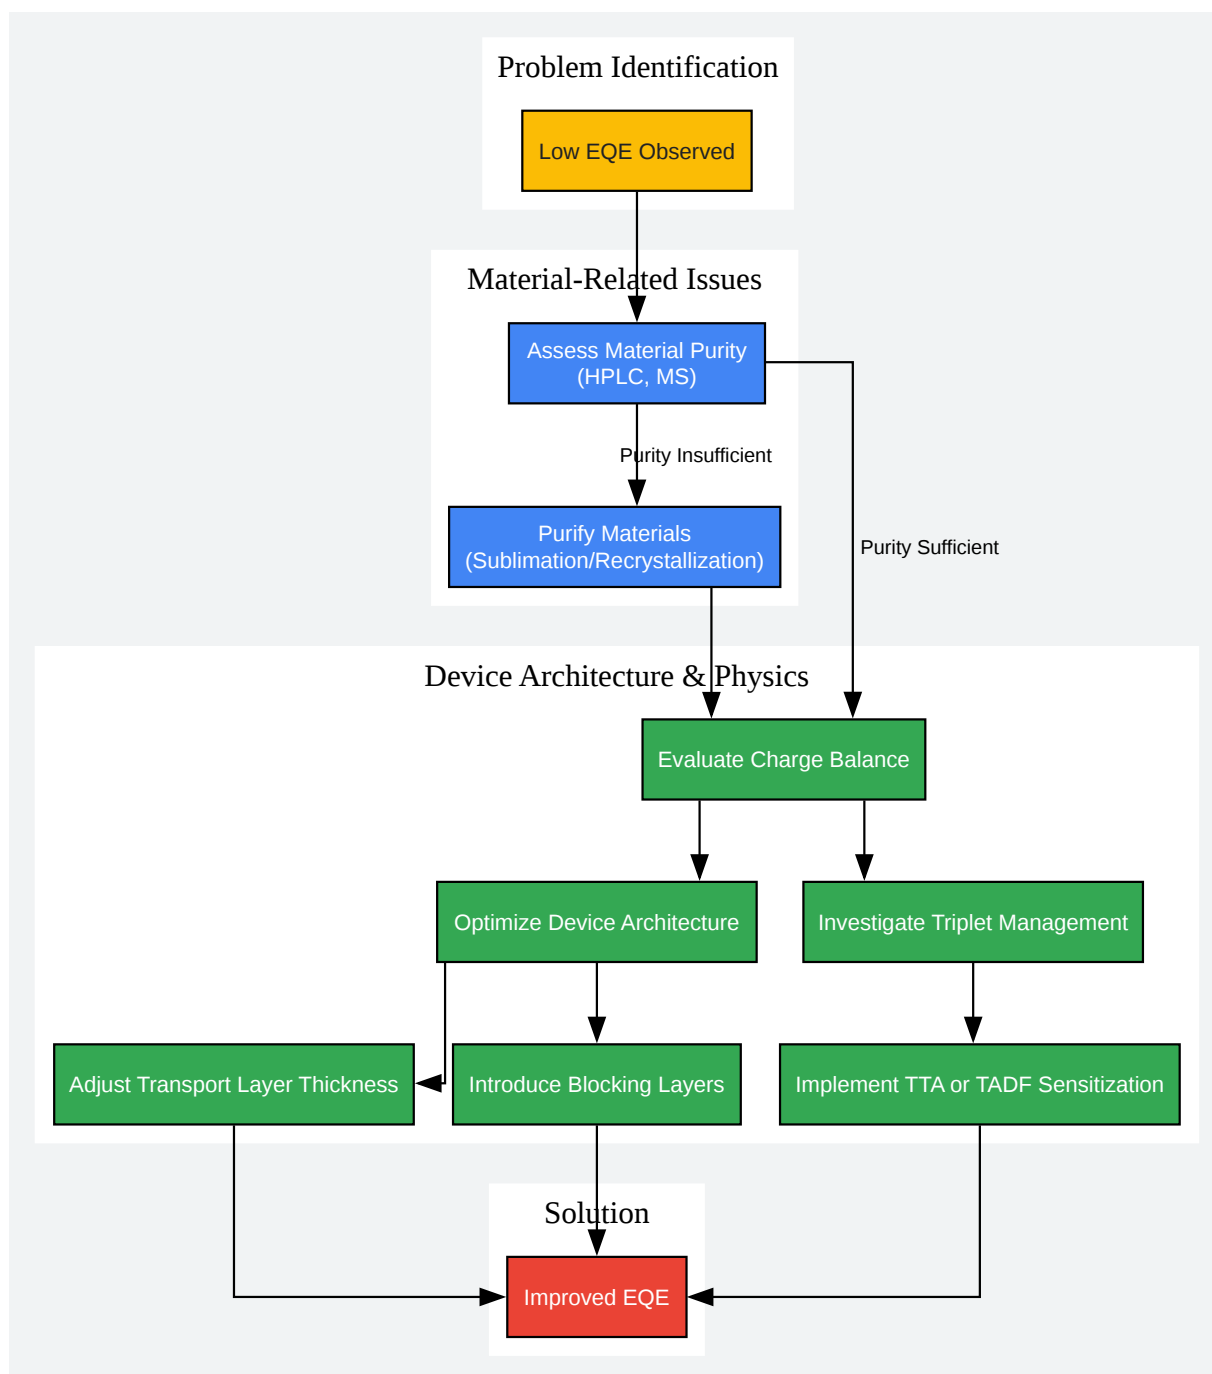 Problem Identification
Low EQE Observed
Material-Related Issues
Assess Material Purity
(HPLC, MS)
Purity Insufficient
Purify Materials
(Sublimation/Recrystallization)
Purity Sufficient
Device Architecture & Physics
Evaluate Charge Balance
Optimize Device Architecture
Investigate Triplet Management
Adjust Transport Layer Thickness
Introduce Blocking Layers
Implement TTA or TADF Sensitization
Solution
Improved EQE